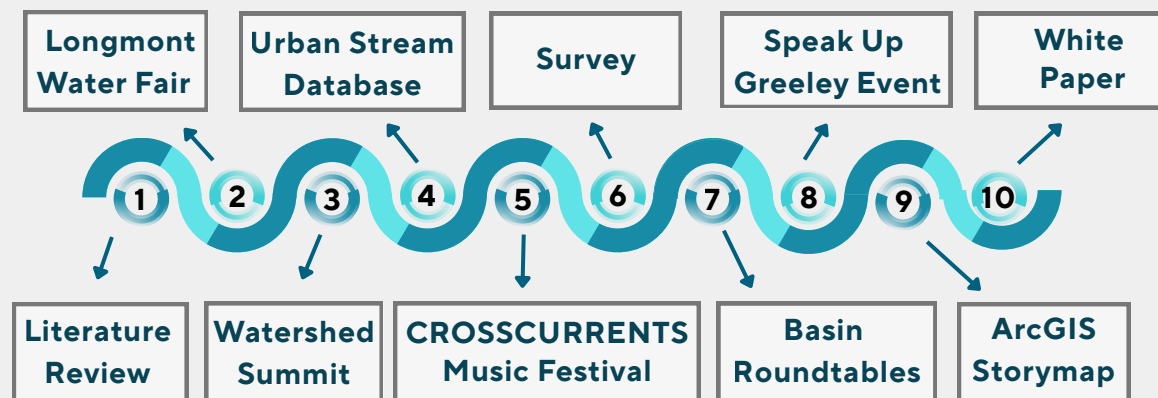 Longmont
Water Fair
Urban Stream
Database
Survey
Speak Up
Greeley Event
White
Paper
1
2
3
4
5
6
7
8
9
10
Literature
Review
Watershed
Summit
CROSSCURRENTS
Music Festival
Basin
Roundtables
ArcGIS
Storymap